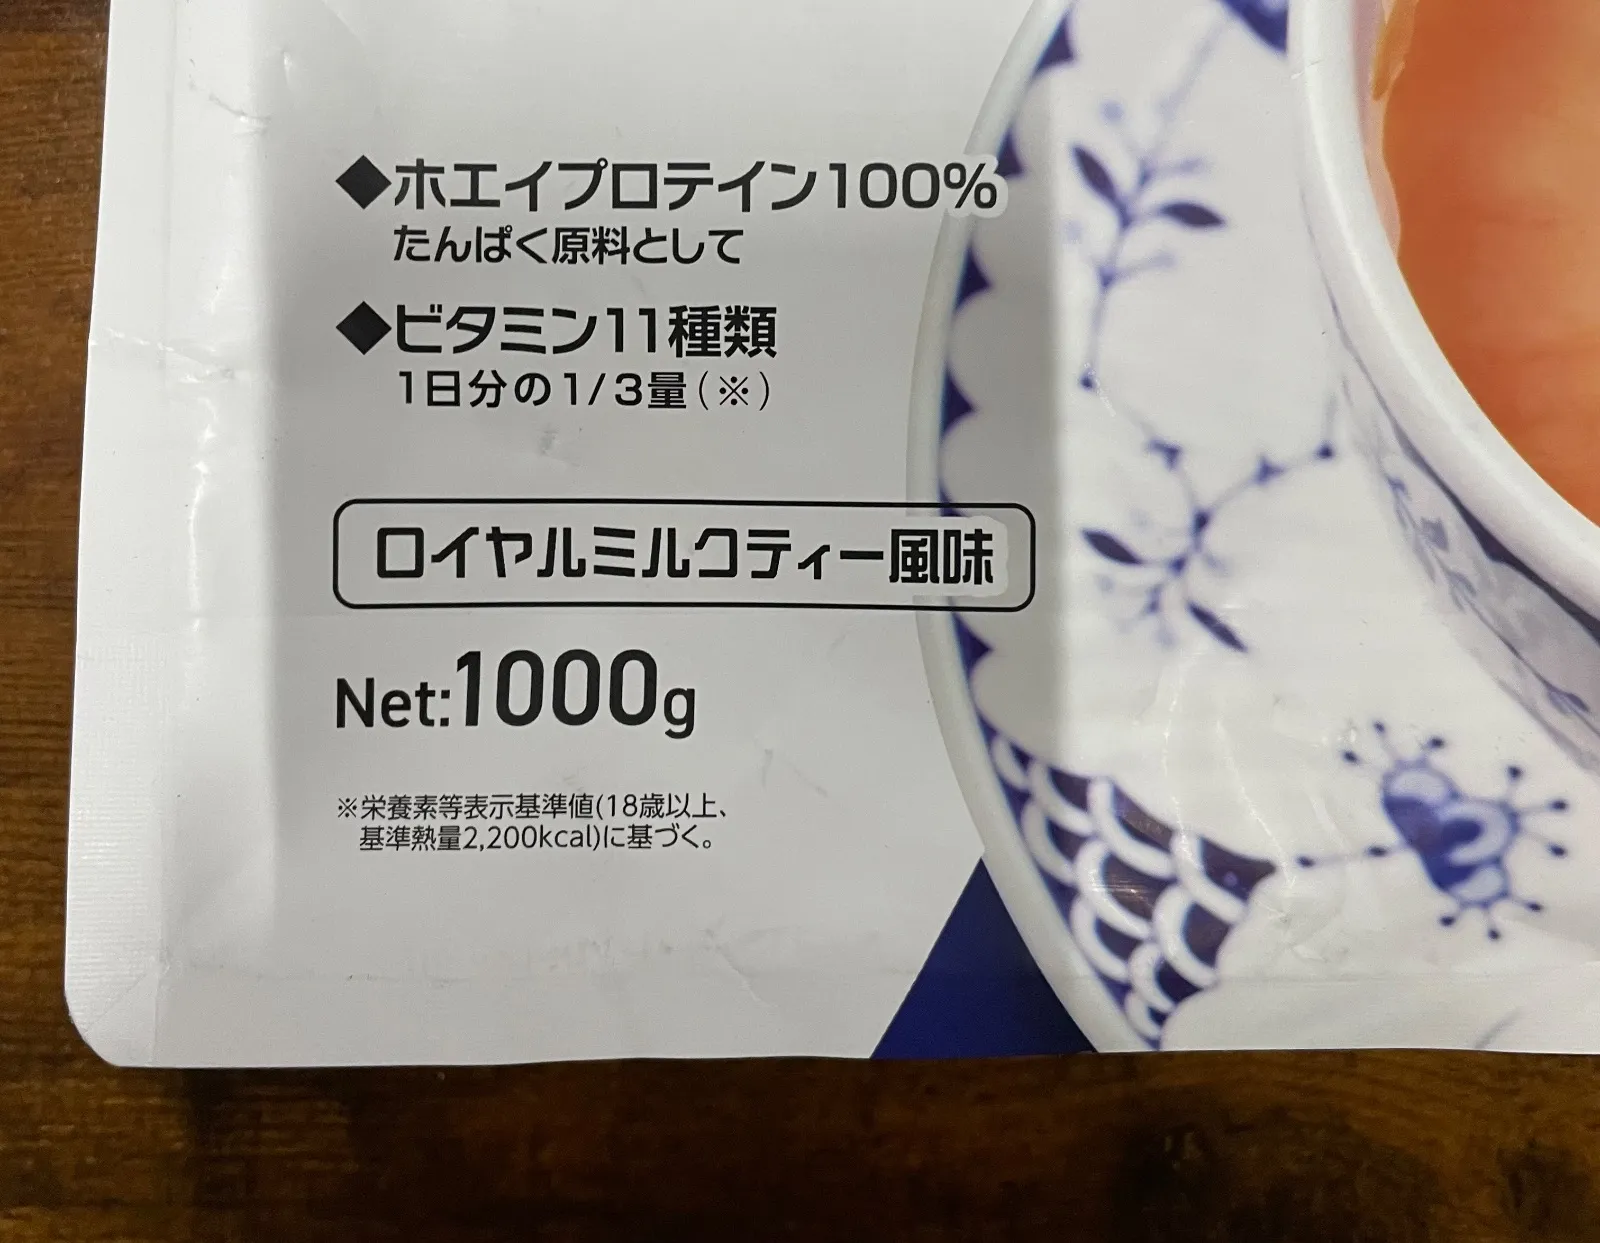 ◆ホエイプロテイン100%
たんぱく原料として
◆ビタミン11種類
1日分の1/3量(※)
ロイヤルミルクティー風味
Net:1000g
※栄養素等表示基準値(18歳以上、
基準熱量2,200kcal)に基づく。